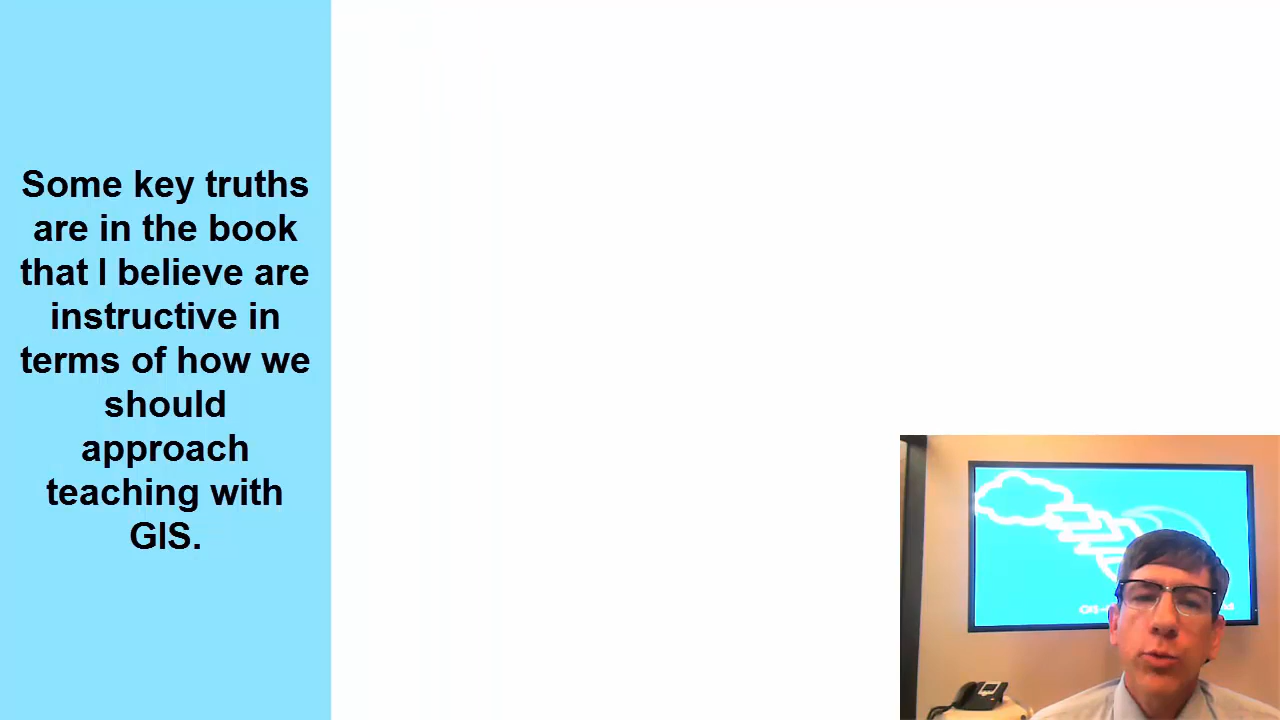 Some key truths
are in the book
that I believe are
instructive in
terms of how we
should
approach
teaching with
GIS.